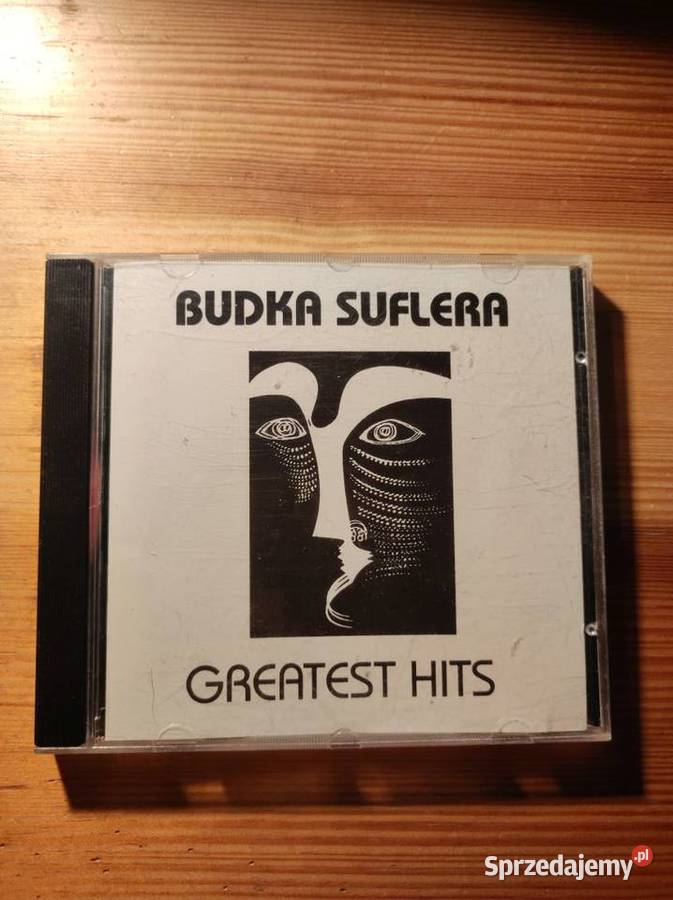 BUDKA SUFLERA
GREATEST HITS
Sprzedajemy.pl